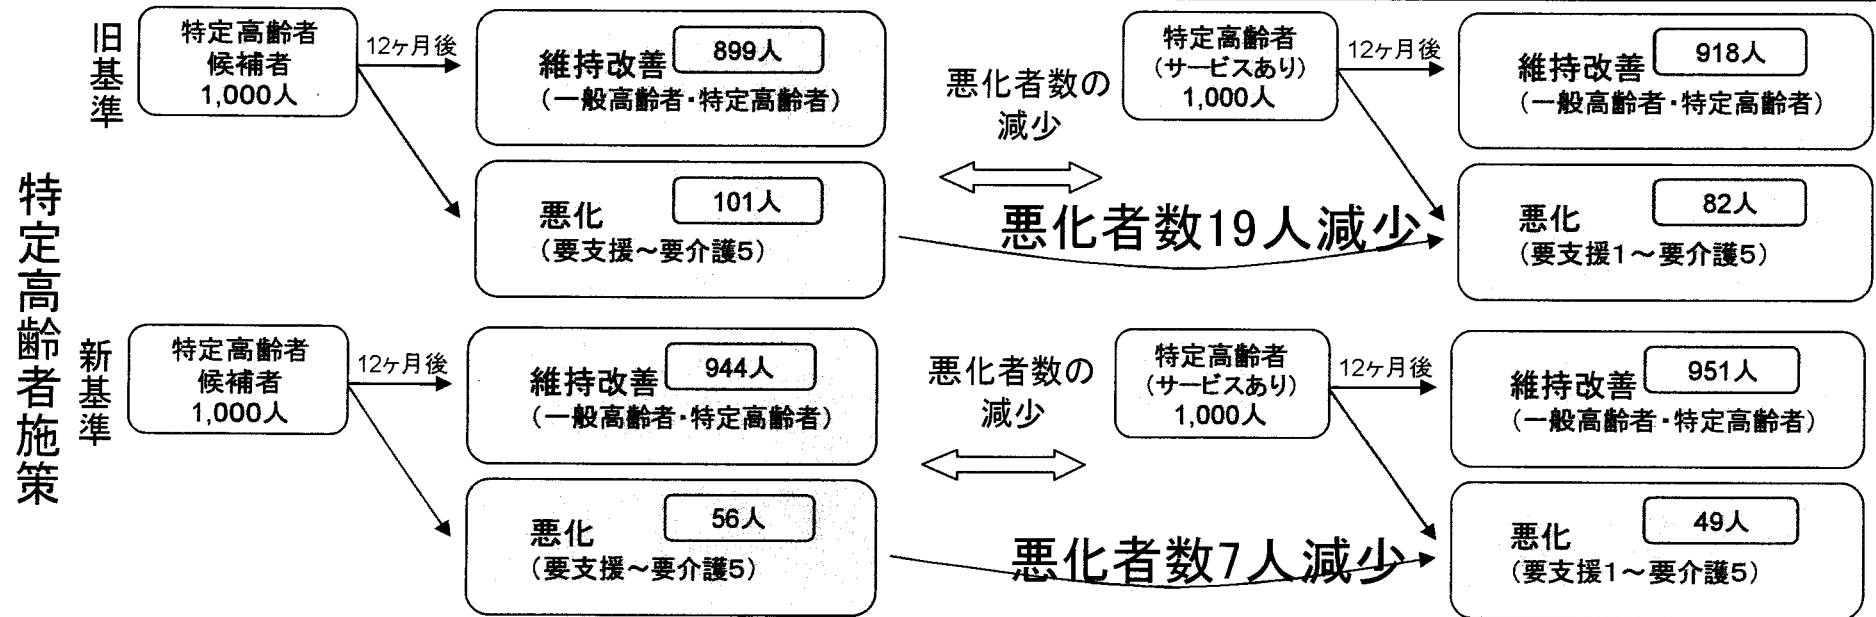 特定高齢者施策
旧基準
特定高齢者
候補者
1,000人
12ヶ月後
維持改善 899人
(一般高齢者・特定高齢者)
悪化 101人
(要支援~要介護5)
悪化者数の
減少
悪化者数19人減少
特定高齢者
(サービスあり)
1,000人
12ヶ月後
維持改善 918人
(一般高齢者・特定高齢者)
悪化 82人
(要支援1~要介護5)
新基準
特定高齢者
候補者
1,000人
12ヶ月後
維持改善 944人
(一般高齢者・特定高齢者)
悪化 56人
(要支援~要介護5)
悪化者数の
減少
悪化者数7人減少
特定高齢者
(サービスあり)
1,000人
12ヶ月後
維持改善 951人
(一般高齢者・特定高齢者)
悪化 49人
(要支援1~要介護5)